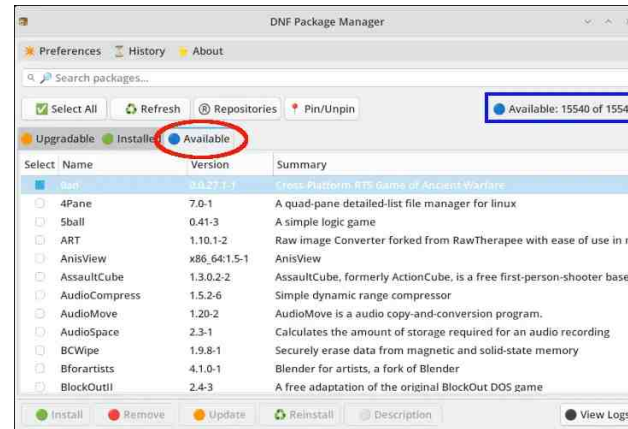 DNF Package Manager
Preferences History About
Search packages...
Select All Refresh Repositories Pin/Unpin Available: 15540 of 1554
Upgradable Installed Available
Select Name Version Summary
0ad 0.0.27.1-1 Cross-Platform RTS Game of Ancient Warfare
4Pane 7.0-1 A quad-pane detailed-list file manager for linux
5ball 0.41-3 A simple logic game
ART 1.10.1-2 Raw image Converter forked from RawTherapee with ease of use in
AnisView x86_64:1.5-1 AnisView
AssaultCube 1.3.0.2-2 AssaultCube, formerly ActionCube, is a free first-person-shooter base
AudioCompress 1.5.2-6 Simple dynamic range compressor
AudioMove 1.20-2 AudioMove is a audio copy-and-conversion program.
AudioSpace 2.3-1 Calculates the amount of storage required for an audio recording
BCWipe 1.9.8-1 Securely erase data from magnetic and solid-state memory
Bforartists 4.1.0-1 Blender for artists, a fork of Blender
BlockOutII 2.4-3 A free adaptation of the original BlockOut DOS game
Install Remove Update Reinstall Description View Logs